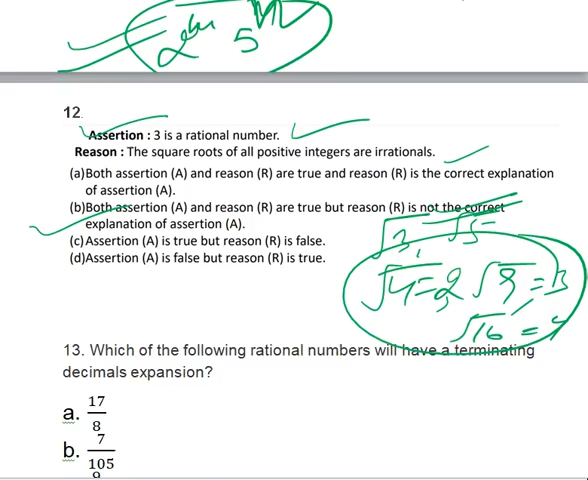 2 5
12.
Assertion : 3 is a rational number.
Reason : The square roots of all positive integers are irrationals.
(a)Both assertion (A) and reason (R) are true and reason (R) is the correct explanation
of assertion (A).
(b)Both assertion (A) and reason (R) are true but reason (R) is not the correct
explanation of assertion (A).
(c)Assertion (A) is true but reason (R) is false.
(d)Assertion (A) is false but reason (R) is true.
√3, √5
√4=2, √9=3
√16=4
13. Which of the following rational numbers will have a terminating
decimals expansion?
a. 17/8
b. 7/105
9